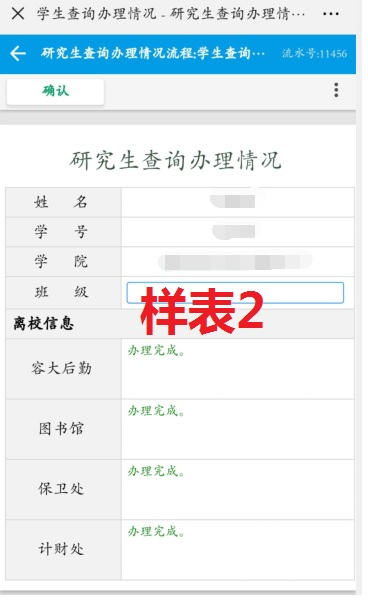 学生查询办理情况 - 研究生查询办理情···
研究生查询办理情况流程:学生查询···
流水号:11456
确认
研究生查询办理情况
姓 名
学 号
学 院
班 级
样表2
离校信息
容大后勤
办理完成。
图书馆
办理完成。
保卫处
办理完成。
计财处
办理完成。